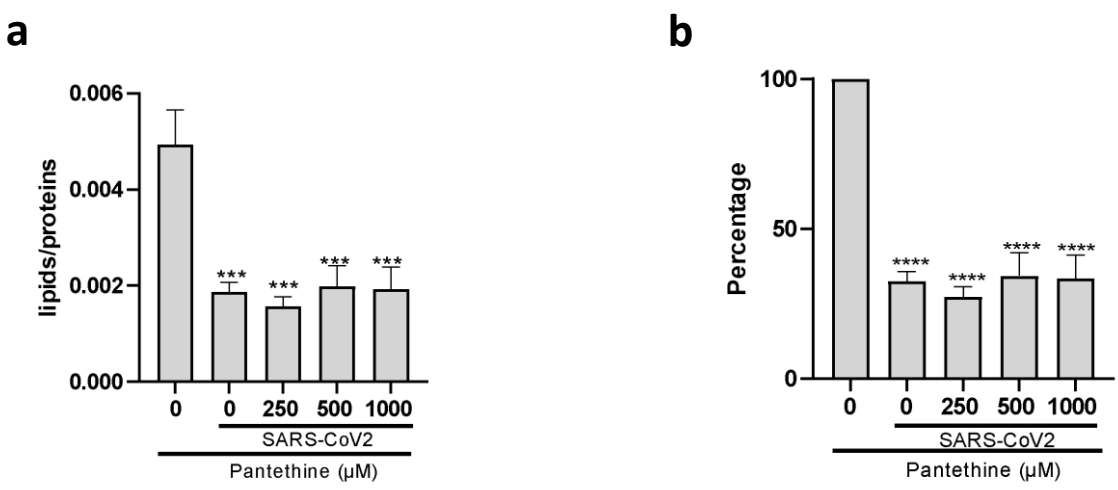 a
lipids/proteins
0.006
0.004
0.002
0.000
*** *** *** ***
0 0 250 500 1000
SARS-CoV2
Pantethine (µM)
b
Percentage
100
50
0
**** **** **** ****
0 0 250 500 1000
SARS-CoV2
Pantethine (µM)